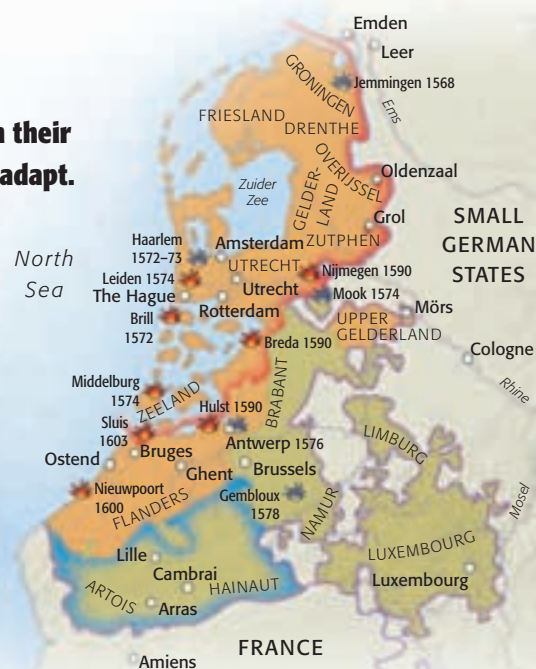 Emden
Leer
GRONINGEN
Jemmingen 1568
Ems
FRIESLAND
DRENTHE
n their
adapt.
OVERIJSSEL
Oldenzaal
Zuider
Zee
GELDER-
LAND
Grol
ZUTPHEN
SMALL
GERMAN
STATES
North
Sea
Haarlem
1572–73
Amsterdam
UTRECHT
Leiden 1574
Utrecht
Nijmegen 1590
The Hague
Mook 1574
Rotterdam
Brill
1572
Mörs
UPPER
GELDERLAND
Breda 1590
Cologne
Rhine
Middelburg
1574
ZEELAND
BRABANT
Hulst 1590
Sluis
1603
LIMBURG
Antwerp 1576
Bruges
Ostend
Ghent
Brussels
Gembloux
1578
Nieuwpoort
1600
FLANDERS
NAMUR
Mosel
LUXEMBOURG
Lille
Cambrai
Luxembourg
ARTOIS
HAINAUT
Arras
FRANCE
Amiens